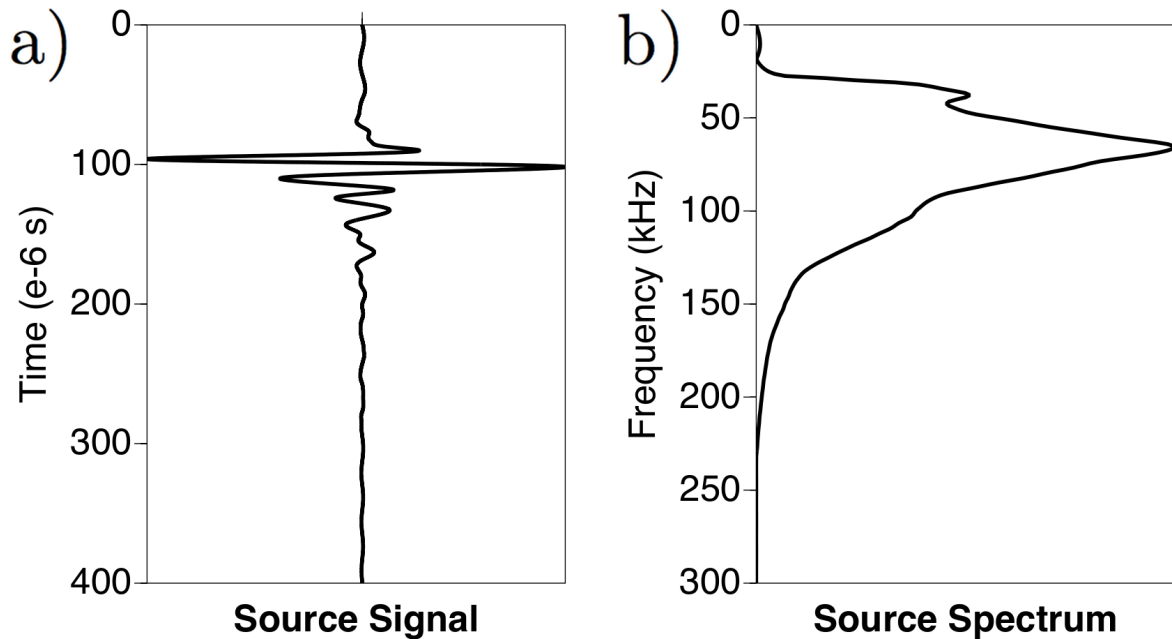 a)
0
100
200
300
400
Time (e-6 s)
Source Signal
b)
0
50
100
150
200
250
300
Frequency (kHz)
Source Spectrum